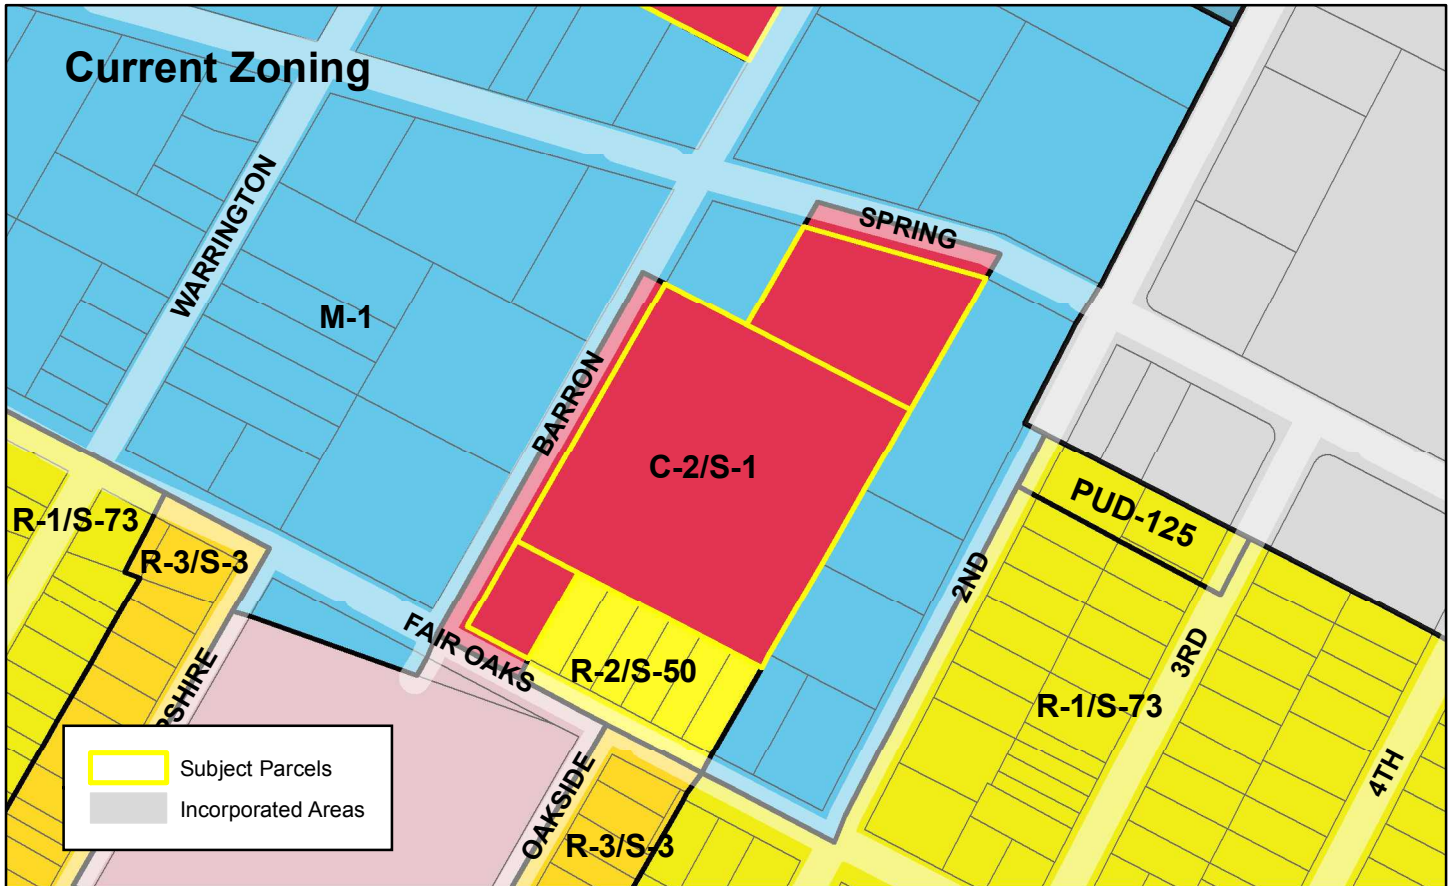 Current Zoning
SPRING
WARRINGTON
M-1
BARRON
C-2/S-1
PUD-125
R-1/S-73
R-3/S-3
2ND
FAIR OAKS
R-2/S-50
3RD
R-1/S-73
PSHIRE
4TH
OAKSIDE
R-3/S-3
Subject Parcels
Incorporated Areas